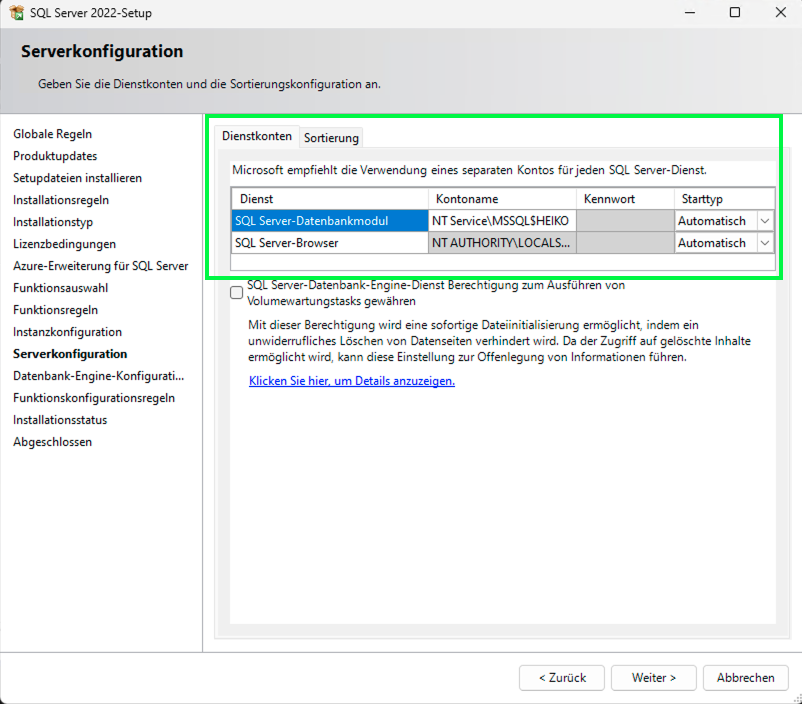 SQL Server 2022-Setup
Serverkonfiguration
Geben Sie die Dienstkonten und die Sortierungskonfiguration an.
Globale Regeln
Produktupdates
Setupdateien installieren
Installationsregeln
Installationstyp
Lizenzbedingungen
Azure-Erweiterung für SQL Server
Funktionsauswahl
Funktionsregeln
Instanzkonfiguration
Serverkonfiguration
Datenbank-Engine-Konfigurati...
Funktionskonfigurationsregeln
Installationsstatus
Abgeschlossen
Dienstkonten Sortierung
Microsoft empfiehlt die Verwendung eines separaten Kontos für jeden SQL Server-Dienst.
Dienst Kontoname Kennwort Starttyp
SQL Server-Datenbankmodul NT Service\MSSQL$HEIKO Automatisch
SQL Server-Browser NT AUTHORITY\LOCALS... Automatisch
SQL Server-Datenbank-Engine-Dienst Berechtigung zum Ausführen von
Volumewartungstasks gewähren
Mit dieser Berechtigung wird eine sofortige Dateiinitialisierung ermöglicht, indem ein
unwiderrufliches Löschen von Datenseiten verhindert wird. Da der Zugriff auf gelöschte Inhalte
ermöglicht wird, kann diese Einstellung zur Offenlegung von Informationen führen.
Klicken Sie hier, um Details anzuzeigen.
< Zurück Weiter > Abbrechen